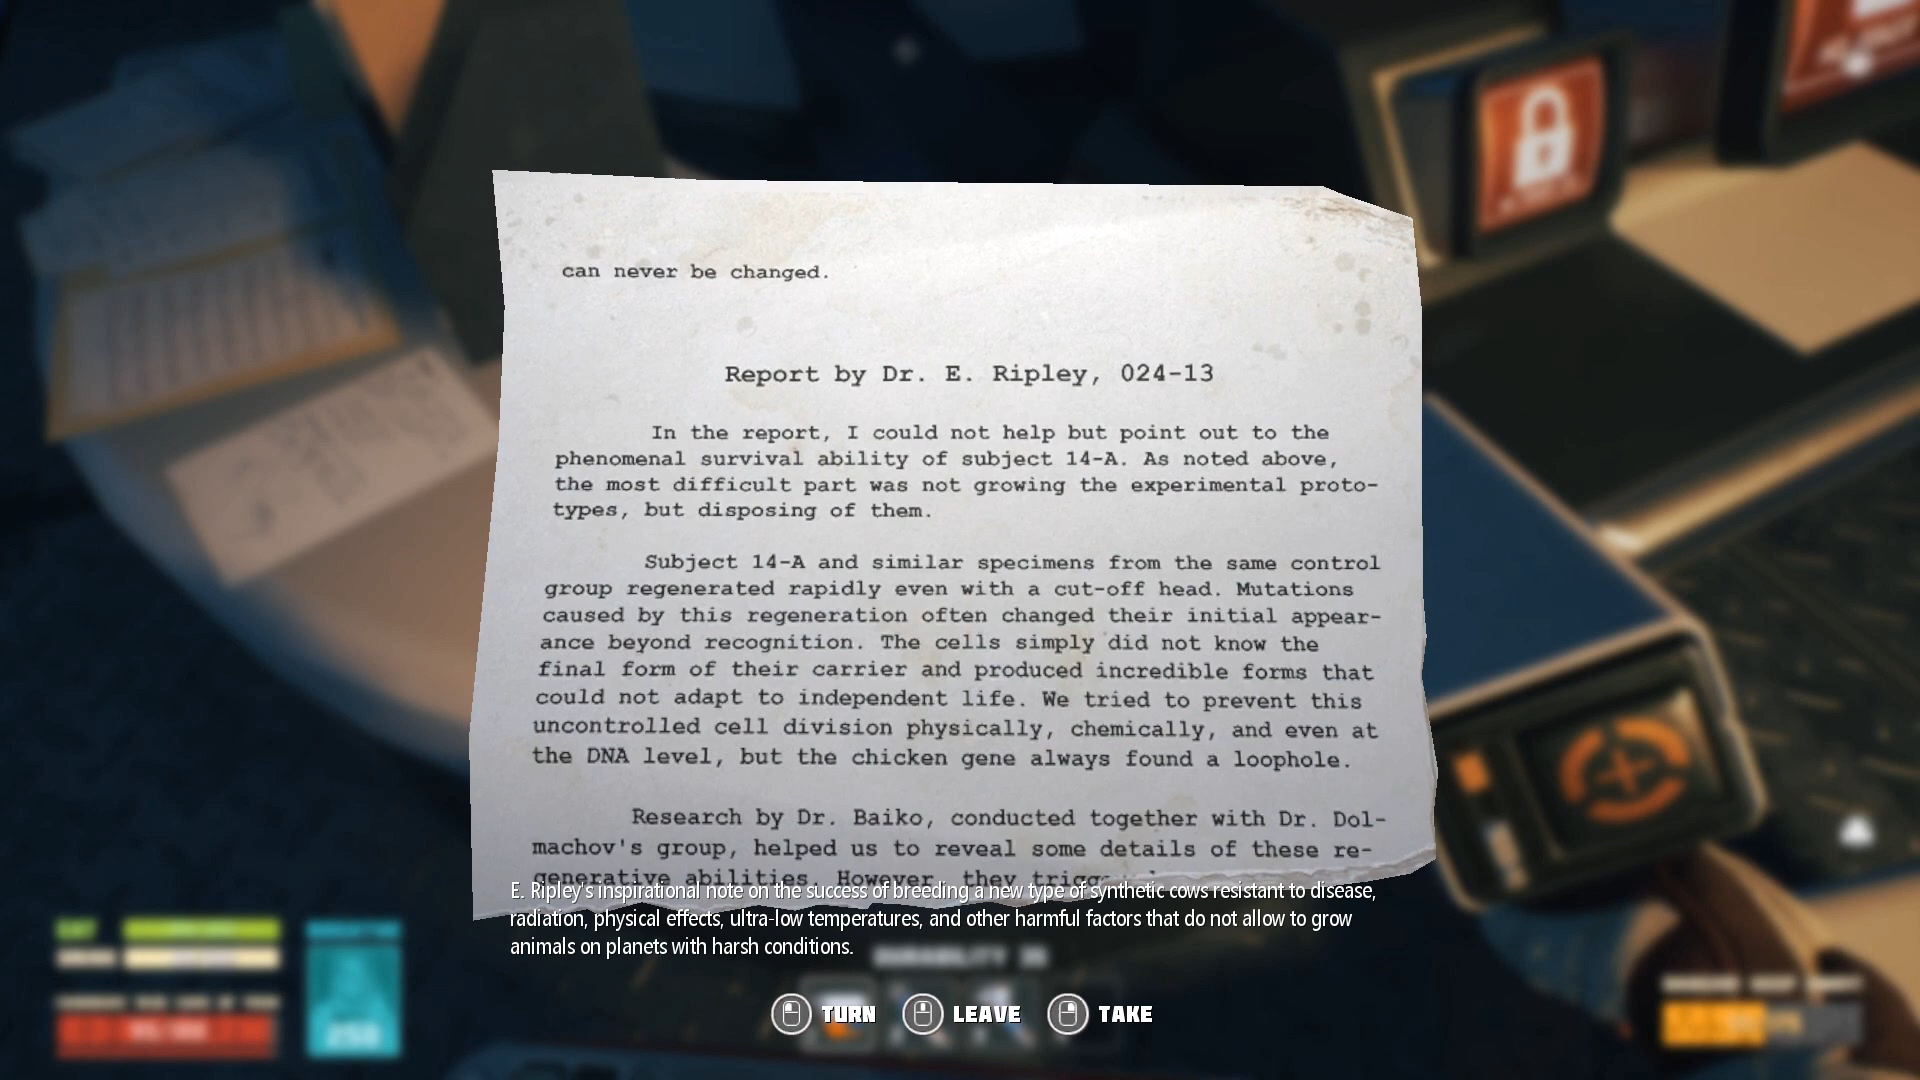 can never be changed.
Report by Dr. E. Ripley, 024-13
In the report, I could not help but point out to the
phenomenal survival ability of subject 14-A. As noted above,
the most difficult part was not growing the experimental proto-
types, but disposing of them.
Subject 14-A and similar specimens from the same control
group regenerated rapidly even with a cut-off head. Mutations
caused by this regeneration often changed their initial appear-
ance beyond recognition. The cells simply did not know the
final form of their carrier and produced incredible forms that
could not adapt to independent life. We tried to prevent this
uncontrolled cell division physically, chemically, and even at
the DNA level, but the chicken gene always found a loophole.
Research by Dr. Baiko, conducted together with Dr. Dol-
machov's group, helped us to reveal some details of these re-
generative abilities. However, they
E. Ripley's inspirational note on the success of breeding a new type of synthetic cows resistant to disease,
radiation, physical effects, ultra-low temperatures, and other harmful factors that do not allow to grow
animals on planets with harsh conditions.
DURABILITY
TURN LEAVE TAKE